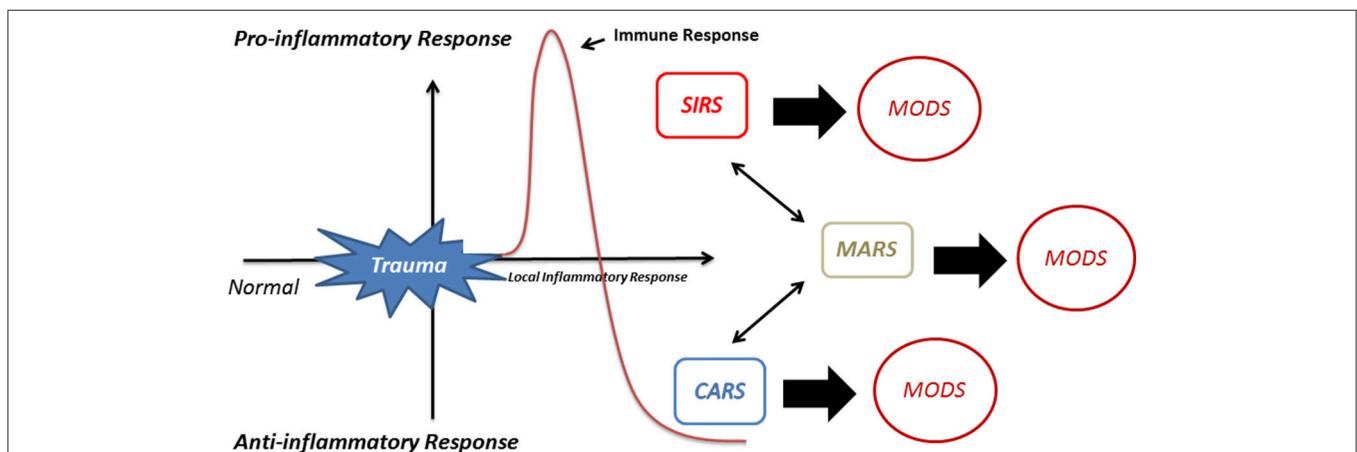 Pro-inflammatory Response
Immune Response
SIRS
MODS
Trauma
Normal
Local Inflammatory Response
MARS
MODS
CARS
MODS
Anti-inflammatory Response